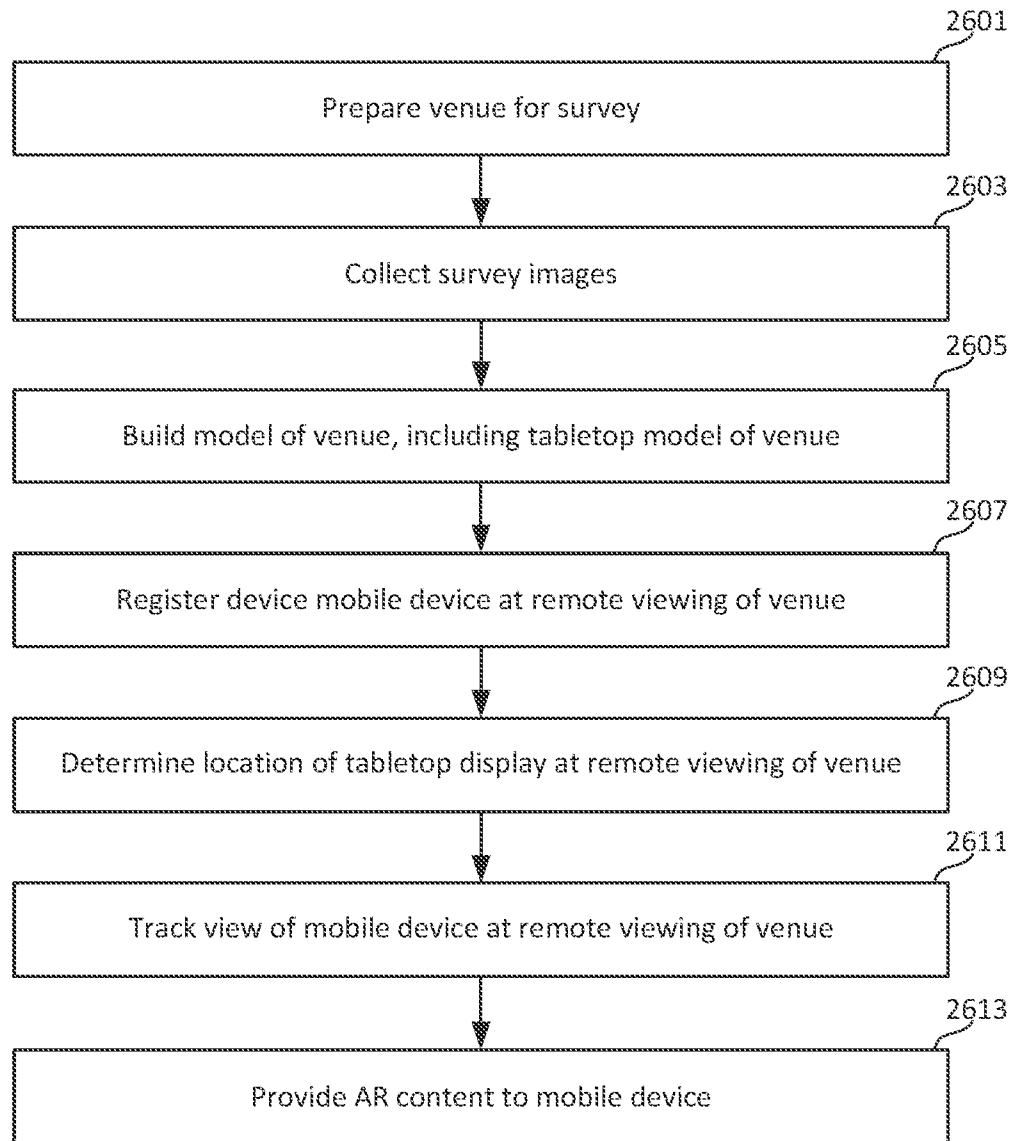 2601
Prepare venue for survey
2603
Collect survey images
2605
Build model of venue, including tabletop model of venue
2607
Register device mobile device at remote viewing of venue
2609
Determine location of tabletop display at remote viewing of venue
2611
Track view of mobile device at remote viewing of venue
2613
Provide AR content to mobile device